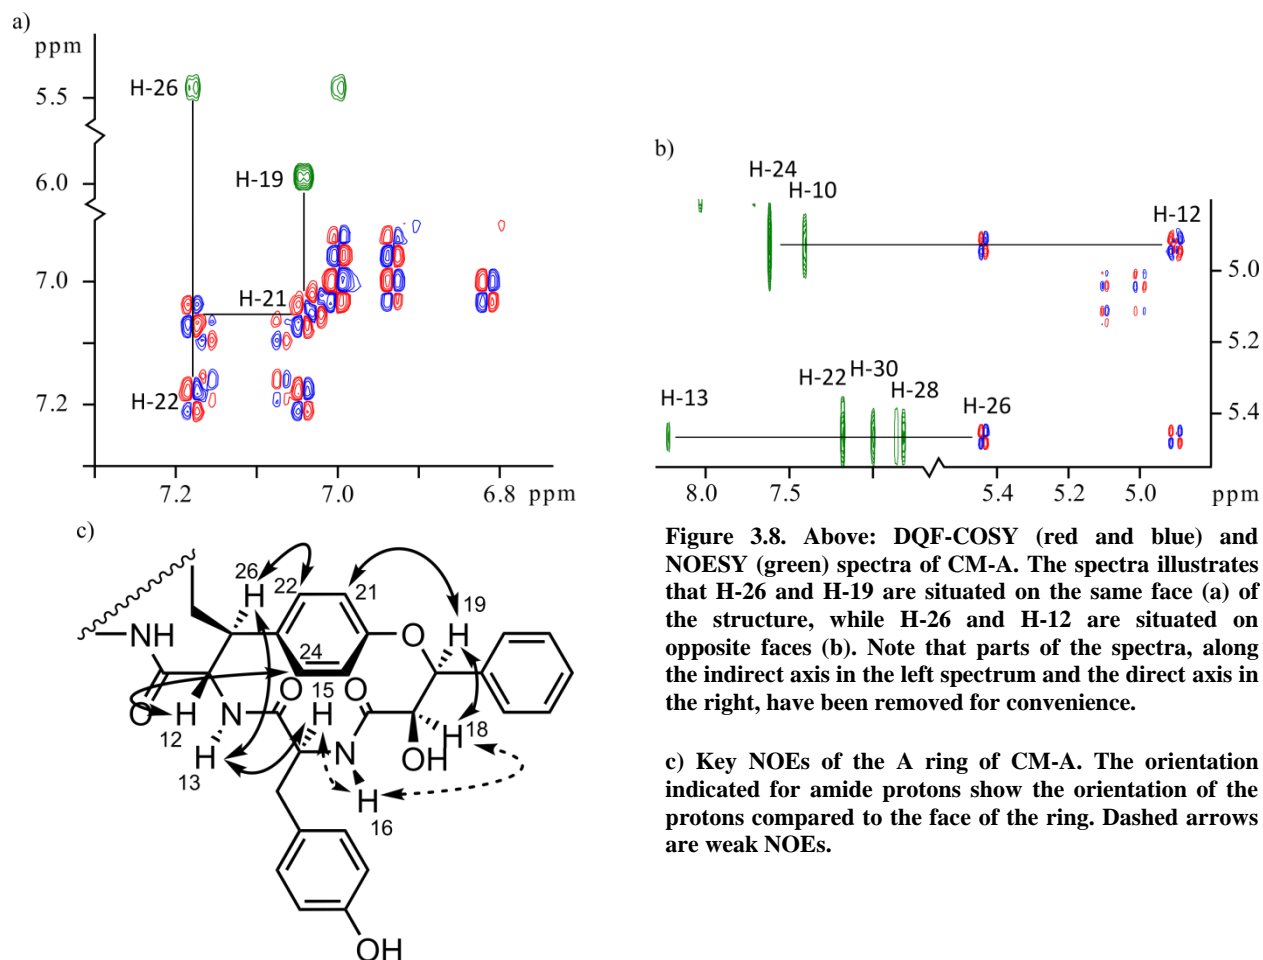 a)
ppm
H-26
5.5
H-19
6.0
H-21
7.0
H-22
7.2
7.2 7.0 6.8 ppm
b)
H-24
H-10
H-12
5.0
5.2
H-30
H-22
H-28
H-13
H-26
5.4
8.0 7.5 5.4 5.2 5.0 ppm
c)
26
H
22
21
19
H
NH
O
24
O
15
O
H
N
H
12
H
13
N
18
H
OH
H
16
OH
Figure 3.8. Above: DQF-COSY (red and blue) and
NOESY (green) spectra of CM-A. The spectra illustrates
that H-26 and H-19 are situated on the same face (a) of
the structure, while H-26 and H-12 are situated on
opposite faces (b). Note that parts of the spectra, along
the indirect axis in the left spectrum and the direct axis in
the right, have been removed for convenience.
c) Key NOEs of the A ring of CM-A. The orientation
indicated for amide protons show the orientation of the
protons compared to the face of the ring. Dashed arrows
are weak NOEs.